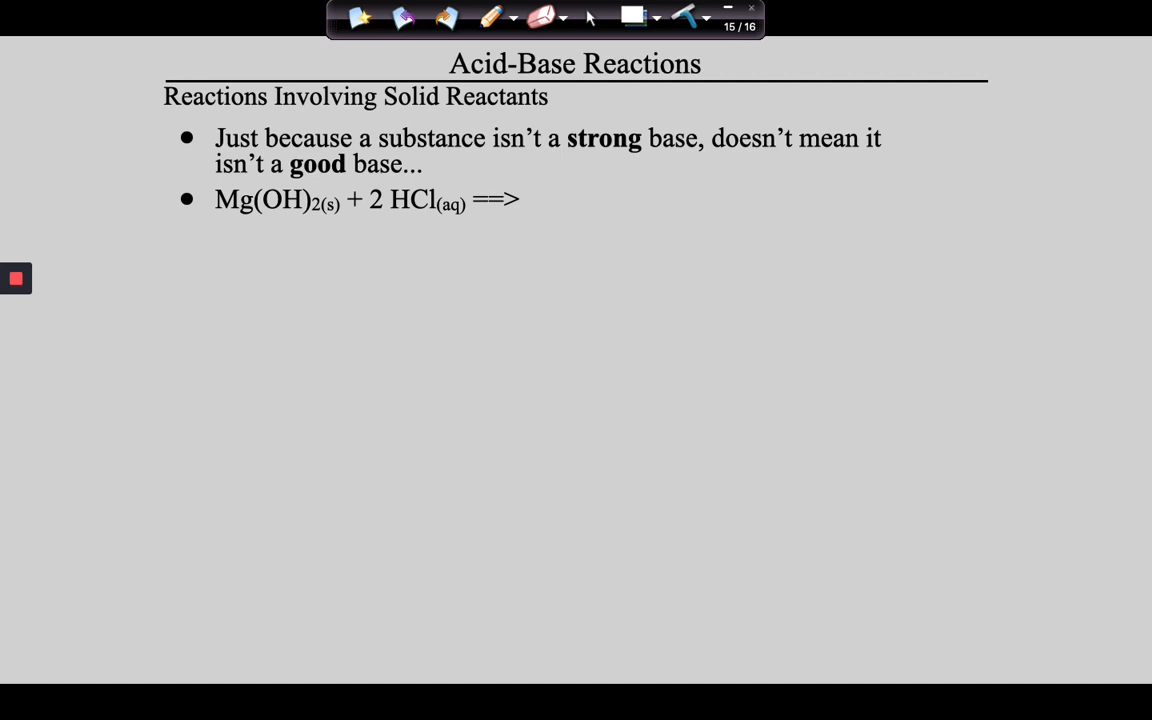 15 / 16
Acid-Base Reactions
Reactions Involving Solid Reactants
● Just because a substance isn’t a strong base, doesn’t mean it
isn’t a good base...
● Mg(OH)2(s) + 2 HCl(aq) ==>